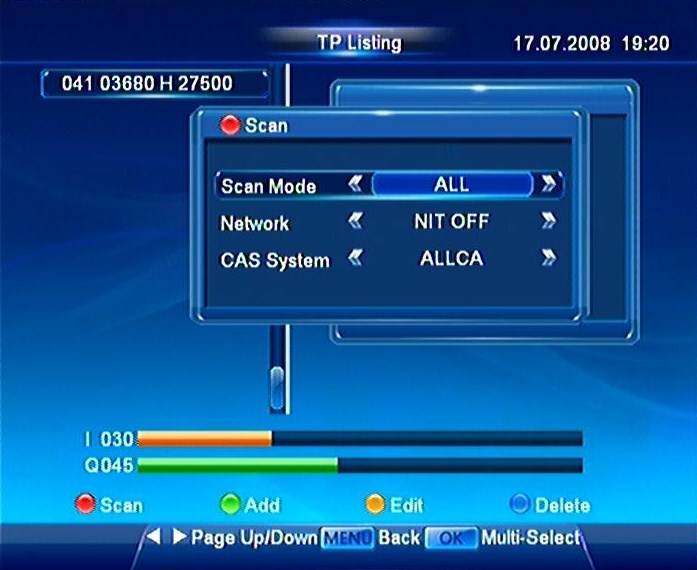 TP Listing 17.07.2008 19:20
041 03680 H 27500
Scan
Scan Mode ALL
Network NIT OFF
CAS System ALLCA
I 030
Q 045
Scan Add Edit Delete
Page Up/Down MENU Back OK Multi-Select